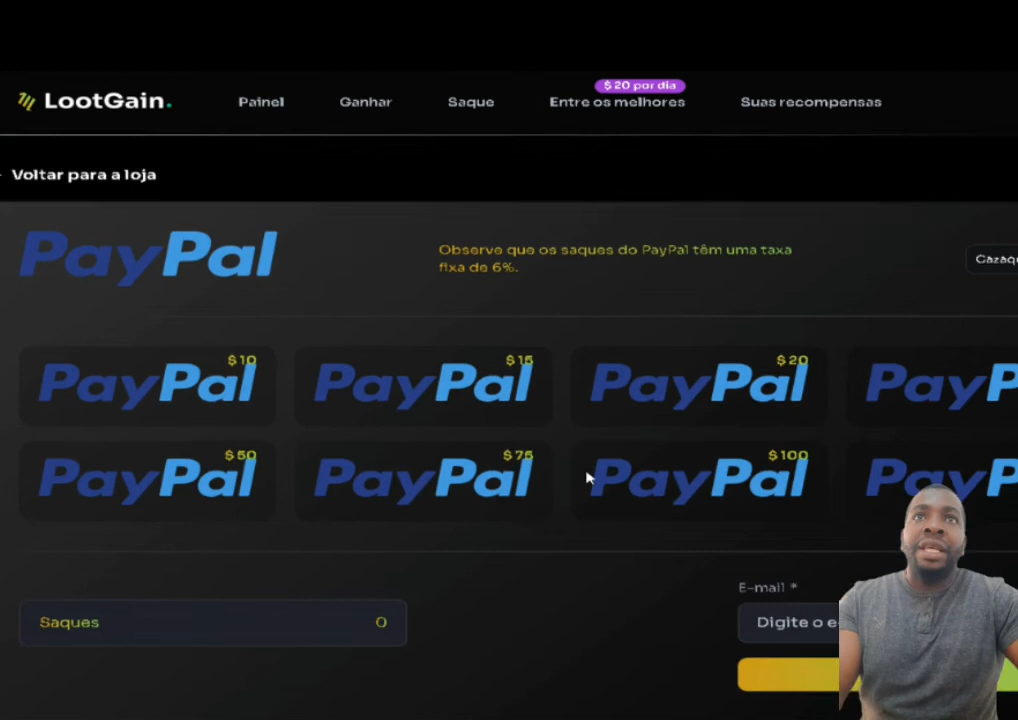 $20 por dia
LootGain.
Painel
Ganhar
Saque
Entre os melhores
Suas recompensas
Voltar para a loja
PayPal
Observe que os saques do PayPal têm uma taxa
fixa de 6%.
PayPal $10
PayPal $15
PayPal $20
PayPal $50
PayPal $75
PayPal $100
E-mail *
Saques 0
Digite o e